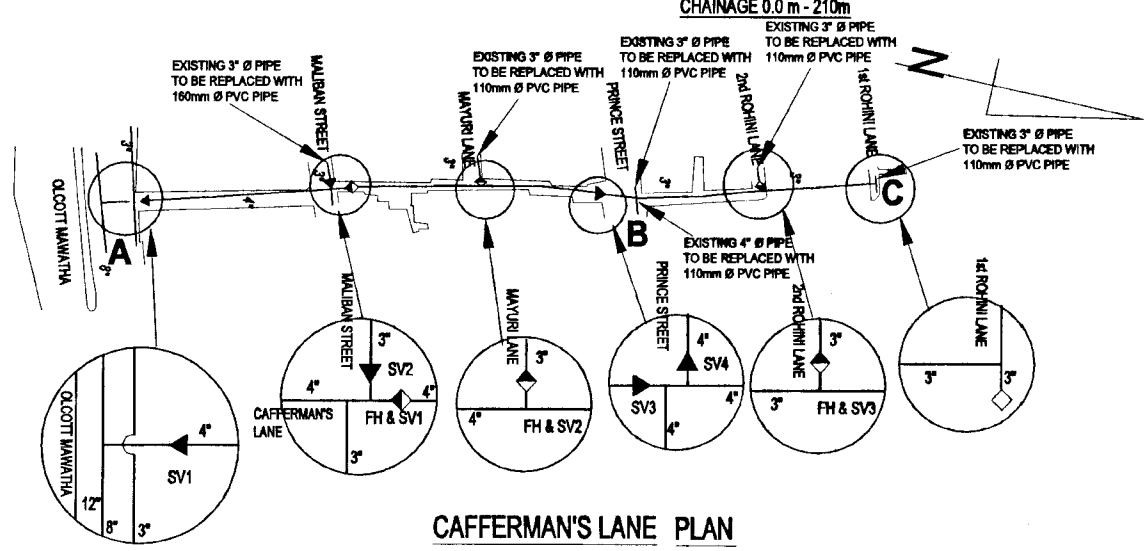 CHAINAGE 0.0 m - 210m
EXISTING 3" Ø PIPE
TO BE REPLACED WITH
160mm Ø PVC PIPE
MALIBAN STREET
EXISTING 3" Ø PIPE
TO BE REPLACED WITH
110mm Ø PVC PIPE
MAYURI LANE
EXISTING 3" Ø PIPE
TO BE REPLACED WITH
110mm Ø PVC PIPE
PRINCE STREET
EXISTING 3" Ø PIPE
TO BE REPLACED WITH
110mm Ø PVC PIPE
2nd ROHINI LANE
1st ROHINI LANE
N
EXISTING 3" Ø PIPE
TO BE REPLACED WITH
110mm Ø PVC PIPE
OLCOTT MAWATHA
3"
A
8"
4"
3"
3"
B
3"
3"
C
EXISTING 4" Ø PIPE
TO BE REPLACED WITH
110mm Ø PVC PIPE
OLCOTT MAWATHA
12"
8"
3"
4"
SV1
MALIBAN STREET
3"
SV2
4"
4"
CAFFERMAN'S
LANE
FH & SV1
3"
MAYURI LANE
3"
4"
FH & SV2
PRINCE STREET
4"
SV4
SV3
4"
4"
2nd ROHINI LANE
3"
3"
FH & SV3
1st ROHINI LANE
3"
3"
CAFFERMAN'S LANE PLAN